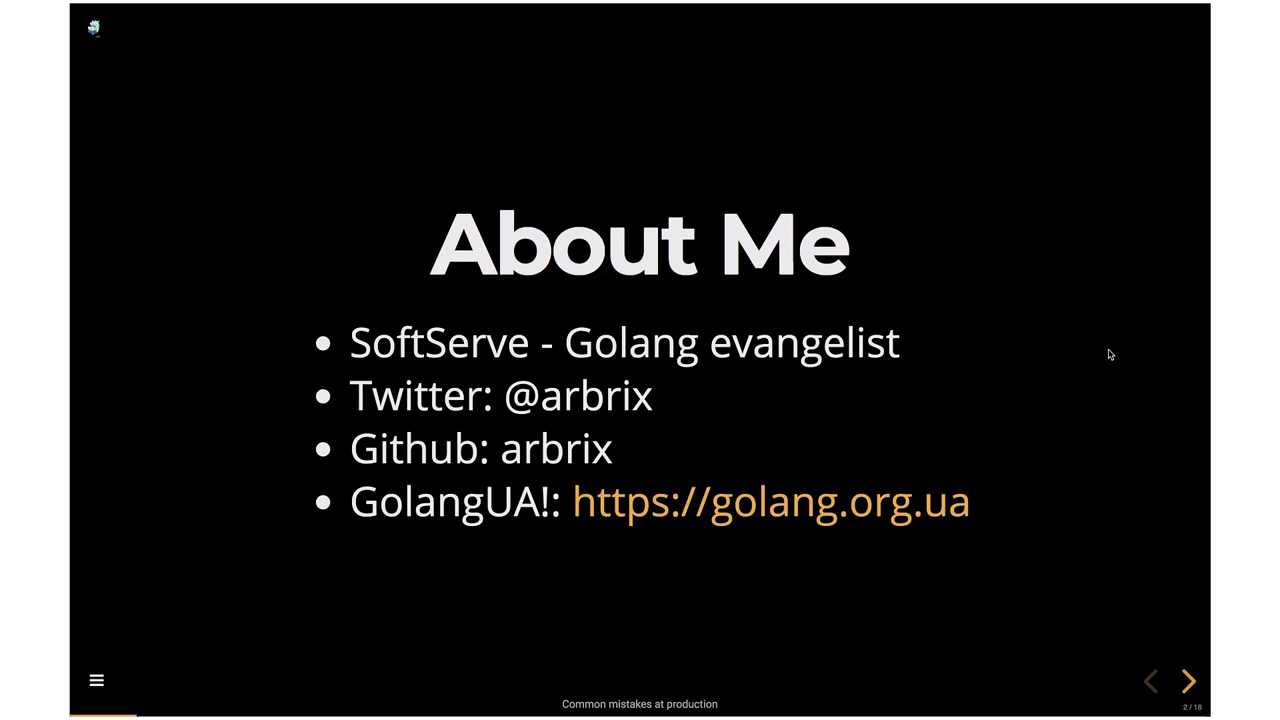 About Me
SoftServe - Golang evangelist
Twitter: @arbrix
Github: arbrix
GolangUA!: https://golang.org.ua
Common mistakes at production
2 / 18